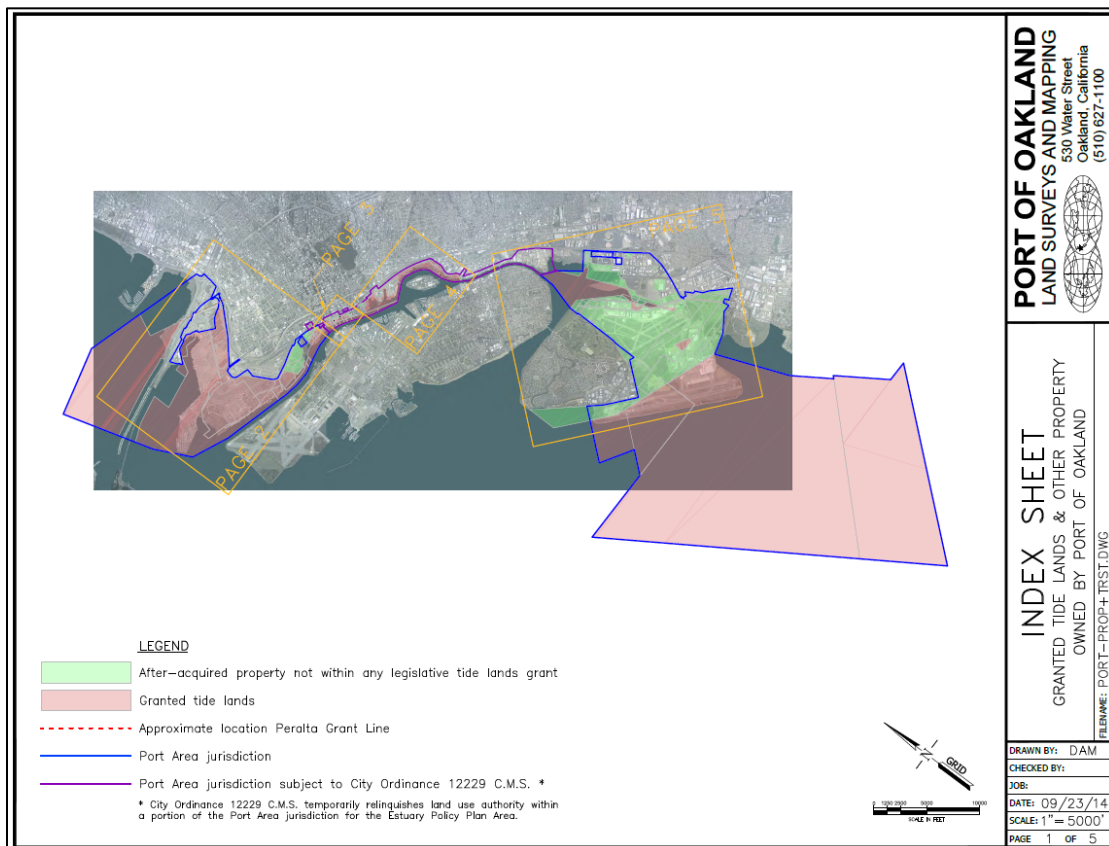 PAGE 3
PAGE 5
PAGE 4
PAGE 2
LEGEND
After-acquired property not within any legislative tide lands grant
Granted tide lands
Approximate location Peralta Grant Line
Port Area jurisdiction
Port Area jurisdiction subject to City Ordinance 12229 C.M.S. *
* City Ordinance 12229 C.M.S. temporarily relinquishes land use authority within
a portion of the Port Area jurisdiction for the Estuary Policy Plan Area.
N
GRID
0 1250 2500 5000 10000
SCALE IN FEET
PORT OF OAKLAND
LAND SURVEYS AND MAPPING
530 Water Street
Oakland, California
(510) 627-1100
INDEX SHEET
GRANTED TIDE LANDS & OTHER PROPERTY
OWNED BY PORT OF OAKLAND
FILENAME: PORT-PROP+TRST.DWG
DRAWN BY: DAM
CHECKED BY:
JOB:
DATE: 09/23/14
SCALE: 1"=5000'
PAGE 1 OF 5